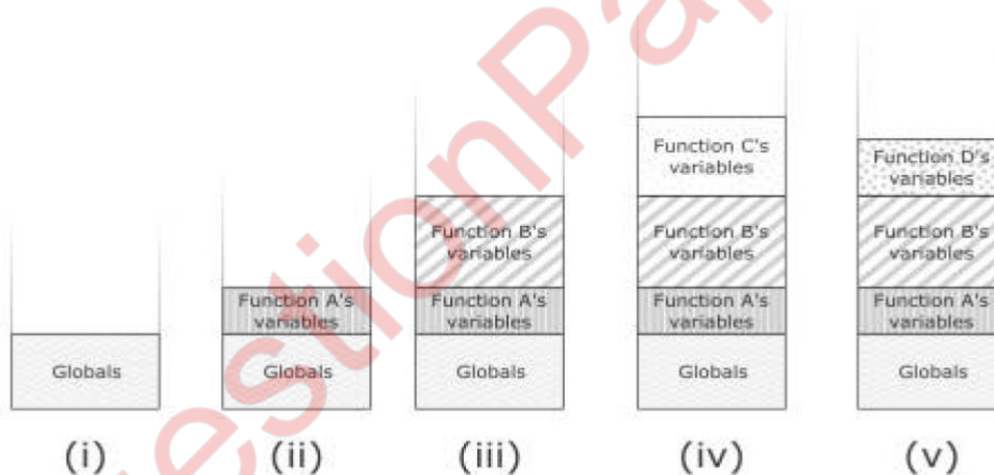 Function C's
variables
Function D's
variables
Function B's
variables
Function B's
variables
Function B's
variables
Function A's
variables
Function A's
variables
Function A's
variables
Function A's
variables
Globals
Globals
Globals
Globals
Globals
(i)
(ii)
(iii)
(iv)
(v)
estionPa